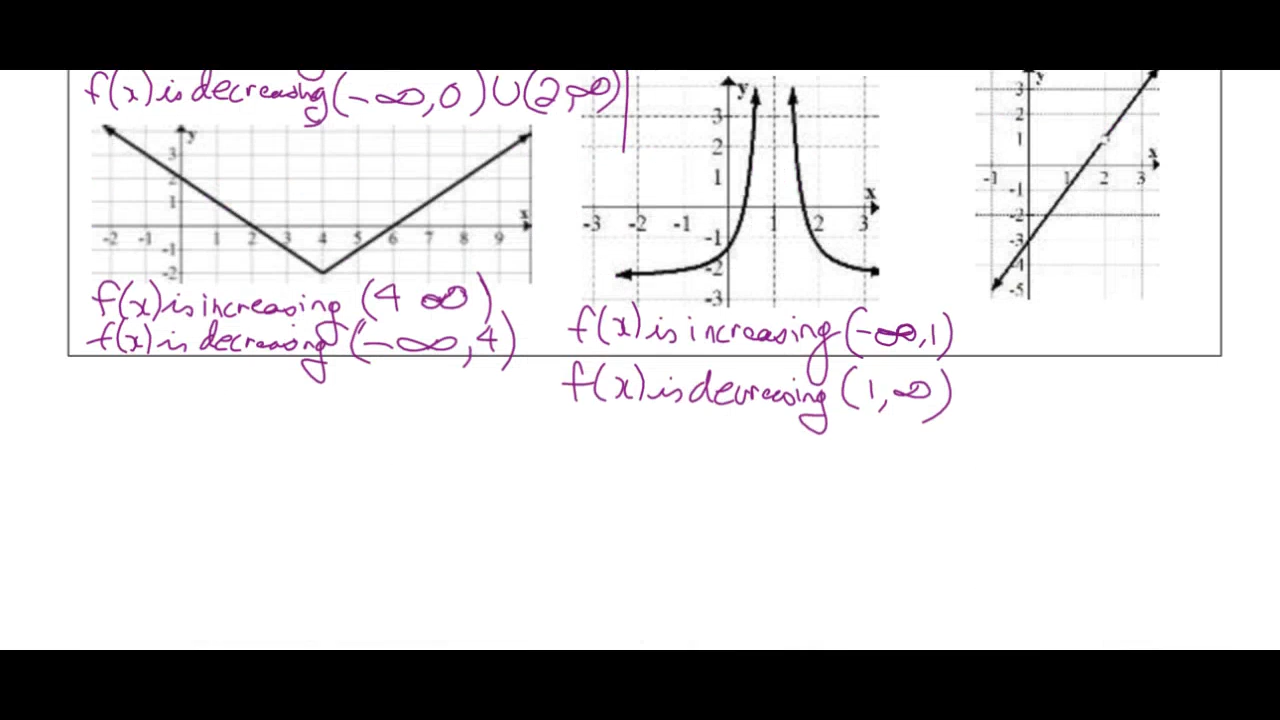 f(x) is decreasing (-∞, 0) ∪ (2, ∞)
y
3
2
1
-1
-2
-2 -1 1 2 3 4 5 6 7 8 9
x
f(x) is increasing (4 ∞)
f(x) is decreasing (-∞, 4)
y
3
2
1
-1
-2
-3
-3 -2 -1 1 2 3
x
f(x) is increasing (-∞, 1)
f(x) is decreasing (1, ∞)
y
3
2
1
-1
-2
-3
-4
-5
-1 1 2 3
x